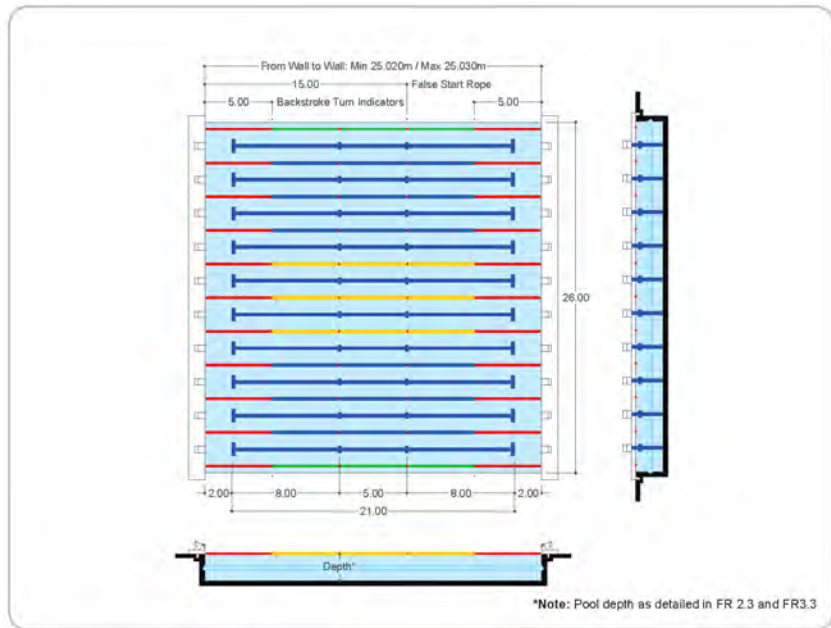 From Wall to Wall: Min 25.020m / Max 25.030m
15.00 False Start Rope
5.00 Backstroke Turn Indicators 5.00
26.00
2.00 8.00 5.00 8.00 2.00
21.00
Depth*
*Note: Pool depth as detailed in FR 2.3 and FR3.3